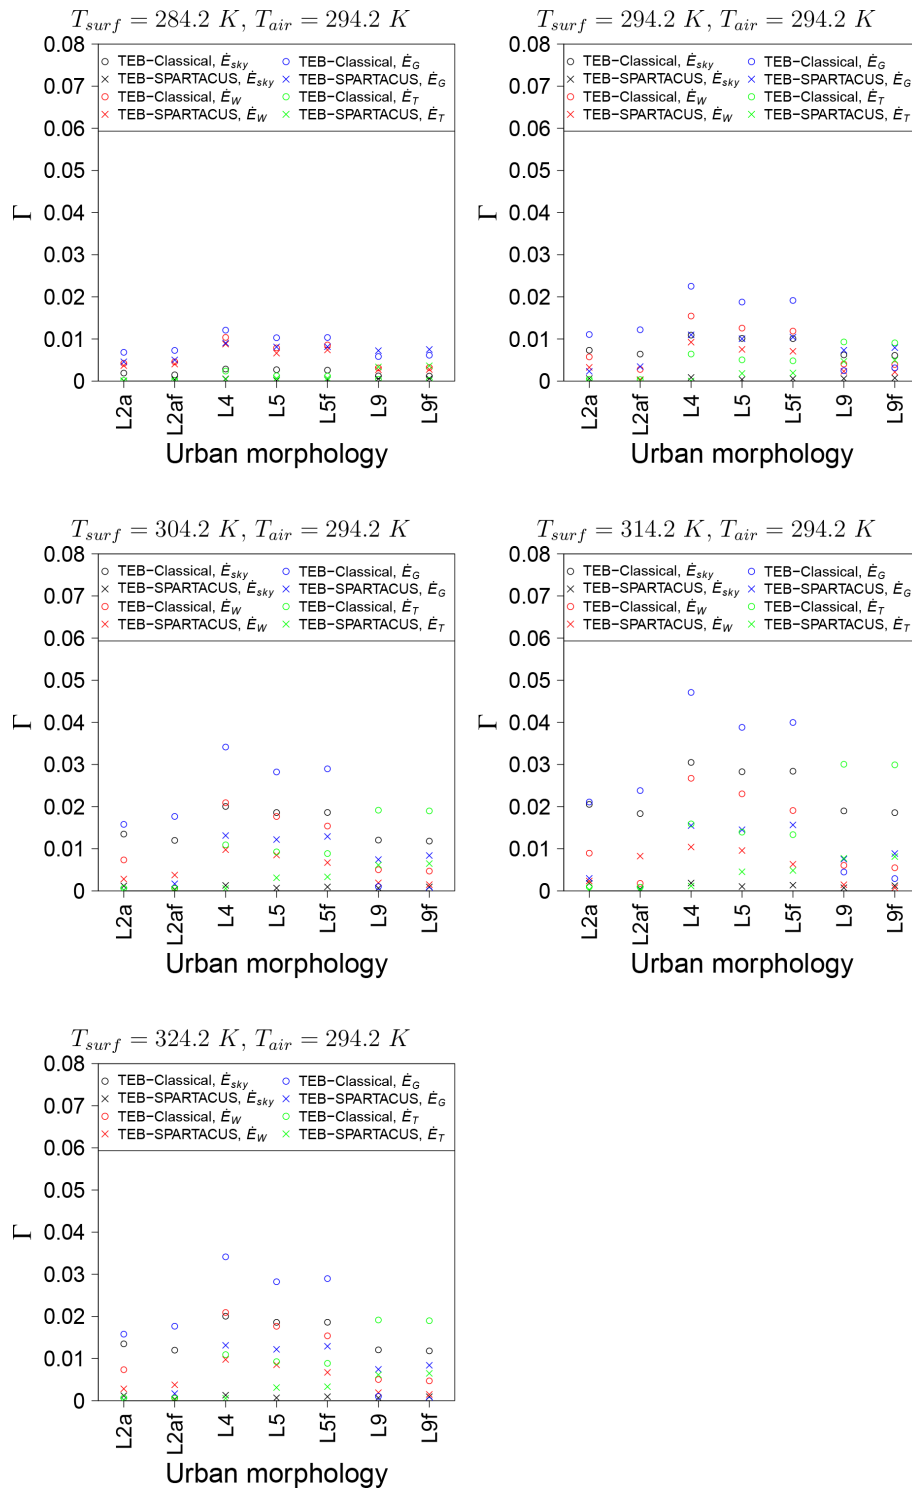 T_surf = 284.2 K, T_air = 294.2 K
0.08
0.07
0.06
0.05
0.04
0.03
0.02
0.01
0
Γ
TEB−Classical, Ė_sky
TEB−SPARTACUS, Ė_sky
TEB−Classical, Ė_W
TEB−SPARTACUS, Ė_W
TEB−Classical, Ė_G
TEB−SPARTACUS, Ė_G
TEB−Classical, Ė_T
TEB−SPARTACUS, Ė_T
L2a
L2af
L4
L5
L5f
L9
L9f
Urban morphology
T_surf = 294.2 K, T_air = 294.2 K
0.08
0.07
0.06
0.05
0.04
0.03
0.02
0.01
0
Γ
TEB−Classical, Ė_sky
TEB−SPARTACUS, Ė_sky
TEB−Classical, Ė_W
TEB−SPARTACUS, Ė_W
TEB−Classical, Ė_G
TEB−SPARTACUS, Ė_G
TEB−Classical, Ė_T
TEB−SPARTACUS, Ė_T
L2a
L2af
L4
L5
L5f
L9
L9f
Urban morphology
T_surf = 304.2 K, T_air = 294.2 K
0.08
0.07
0.06
0.05
0.04
0.03
0.02
0.01
0
Γ
TEB−Classical, Ė_sky
TEB−SPARTACUS, Ė_sky
TEB−Classical, Ė_W
TEB−SPARTACUS, Ė_W
TEB−Classical, Ė_G
TEB−SPARTACUS, Ė_G
TEB−Classical, Ė_T
TEB−SPARTACUS, Ė_T
L2a
L2af
L4
L5
L5f
L9
L9f
Urban morphology
T_surf = 314.2 K, T_air = 294.2 K
0.08
0.07
0.06
0.05
0.04
0.03
0.02
0.01
0
Γ
TEB−Classical, Ė_sky
TEB−SPARTACUS, Ė_sky
TEB−Classical, Ė_W
TEB−SPARTACUS, Ė_W
TEB−Classical, Ė_G
TEB−SPARTACUS, Ė_G
TEB−Classical, Ė_T
TEB−SPARTACUS, Ė_T
L2a
L2af
L4
L5
L5f
L9
L9f
Urban morphology
T_surf = 324.2 K, T_air = 294.2 K
0.08
0.07
0.06
0.05
0.04
0.03
0.02
0.01
0
Γ
TEB−Classical, Ė_sky
TEB−SPARTACUS, Ė_sky
TEB−Classical, Ė_W
TEB−SPARTACUS, Ė_W
TEB−Classical, Ė_G
TEB−SPARTACUS, Ė_G
TEB−Classical, Ė_T
TEB−SPARTACUS, Ė_T
L2a
L2af
L4
L5
L5f
L9
L9f
Urban morphology